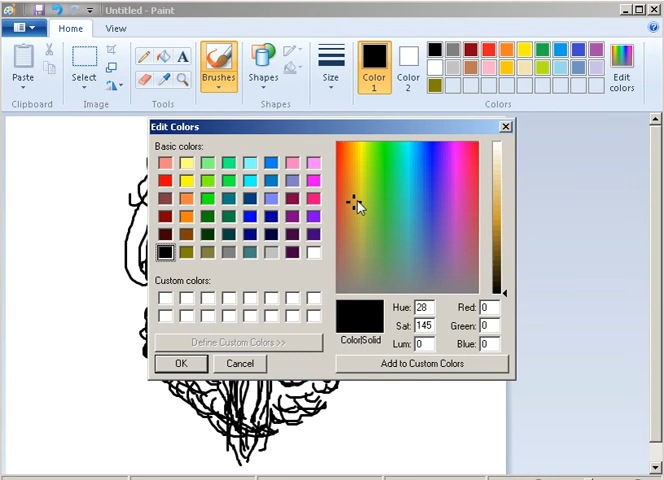 Untitled - Paint
Home View
Paste
Select
A
Brushes
Shapes
Size
Color 1
Color 2
Edit colors
Clipboard
Image
Tools
Shapes
Colors
Edit Colors
Basic colors:
Custom colors:
Define Custom Colors >>
OK
Cancel
Color|Solid
Hue: 28
Sat: 145
Lum: 0
Red: 0
Green: 0
Blue: 0
Add to Custom Colors